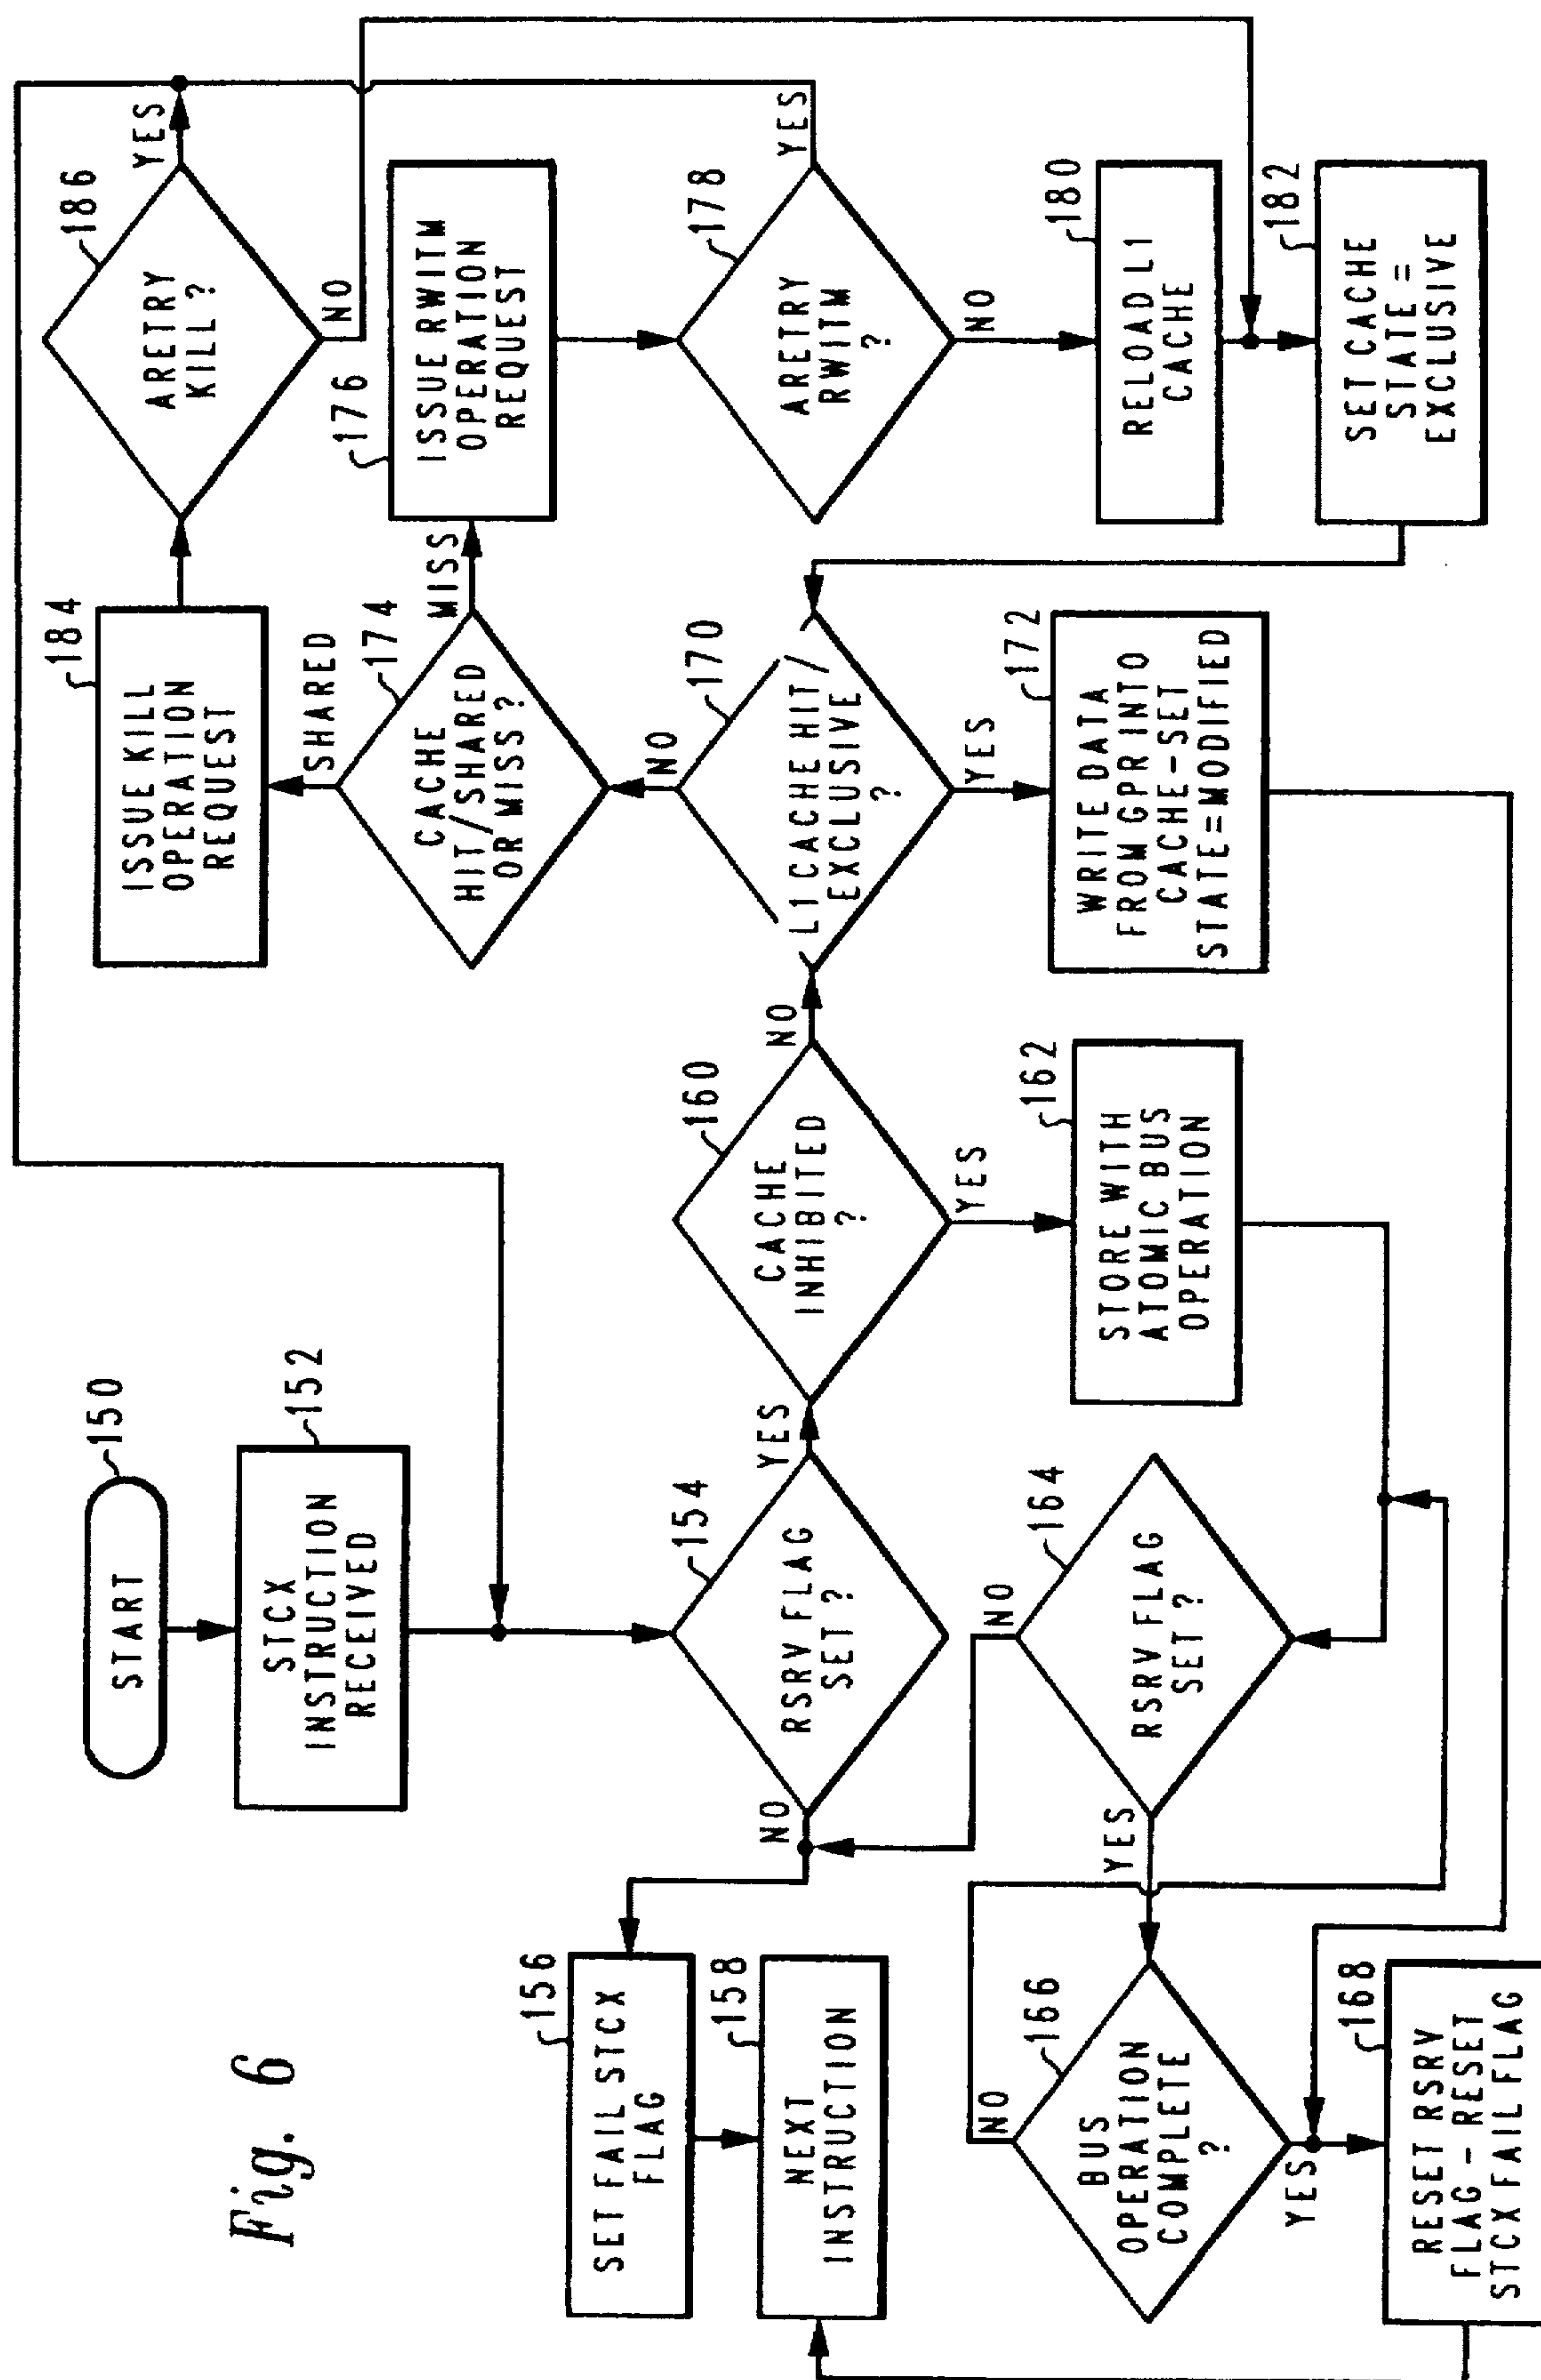 Fig. 6
START
150
STCX
INSTRUCTION
RECEIVED
152
RSRV FLAG
SET?
154
NO
YES
SET FAIL STCX
FLAG
156
NEXT
INSTRUCTION
158
CACHE
INHIBITED
?
160
NO
YES
STORE WITH
ATOMIC BUS
OPERATION
162
RSRV FLAG
SET?
164
NO
YES
BUS
OPERATION
COMPLETE
?
166
NO
YES
RESET RSRV
FLAG - RESET
STCX FAIL FLAG
168
L1 CACHE HIT/
EXCLUSIVE
?
170
NO
YES
WRITE DATA
FROM GPR INTO
CACHE-SET
STATE=MODIFIED
172
CACHE
HIT/SHARED
OR MISS?
174
SHARED
MISS
ISSUE RWITM
OPERATION
REQUEST
176
ARETRY
RWITM
?
178
YES
NO
RELOAD L1
CACHE
180
SET CACHE
STATE =
EXCLUSIVE
182
ISSUE KILL
OPERATION
REQUEST
184
ARETRY
KILL?
186
YES
NO